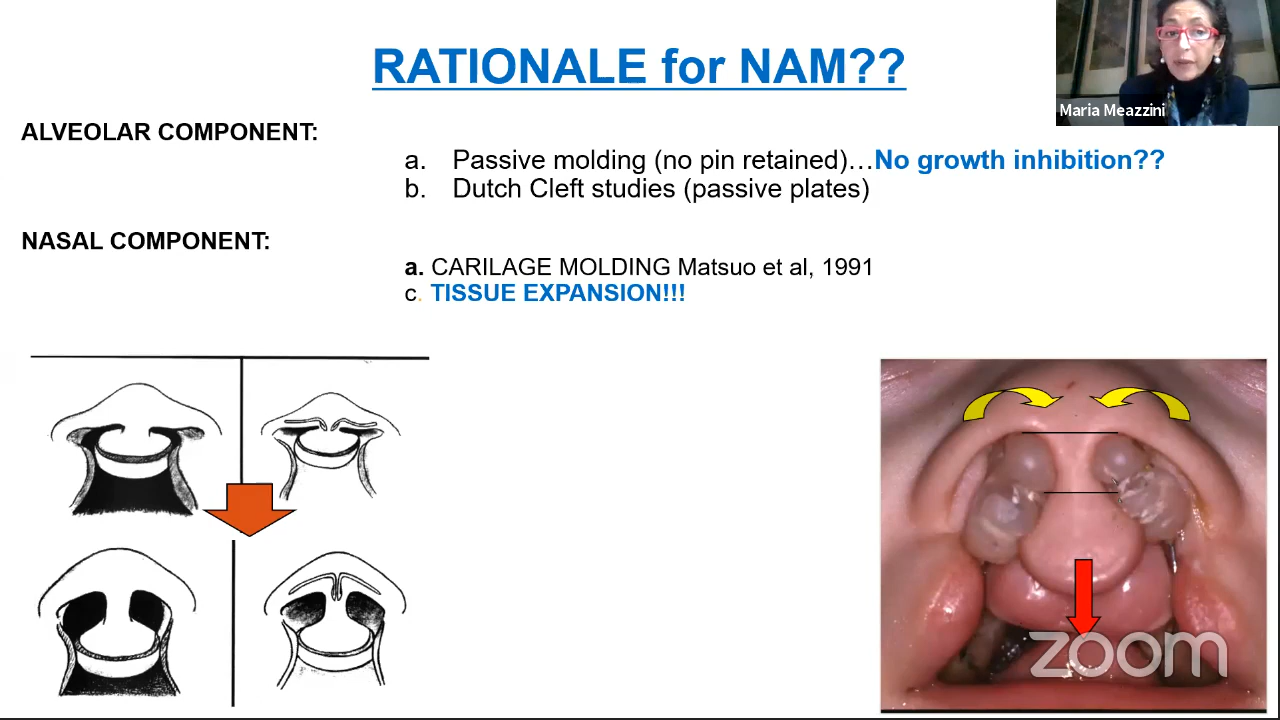 RATIONALE for NAM??
Maria Meazzini
ALVEOLAR COMPONENT:
a. Passive molding (no pin retained)…No growth inhibition??
b. Dutch Cleft studies (passive plates)
NASAL COMPONENT:
a. CARILAGE MOLDING Matsuo et al, 1991
c. TISSUE EXPANSION!!!
zoom